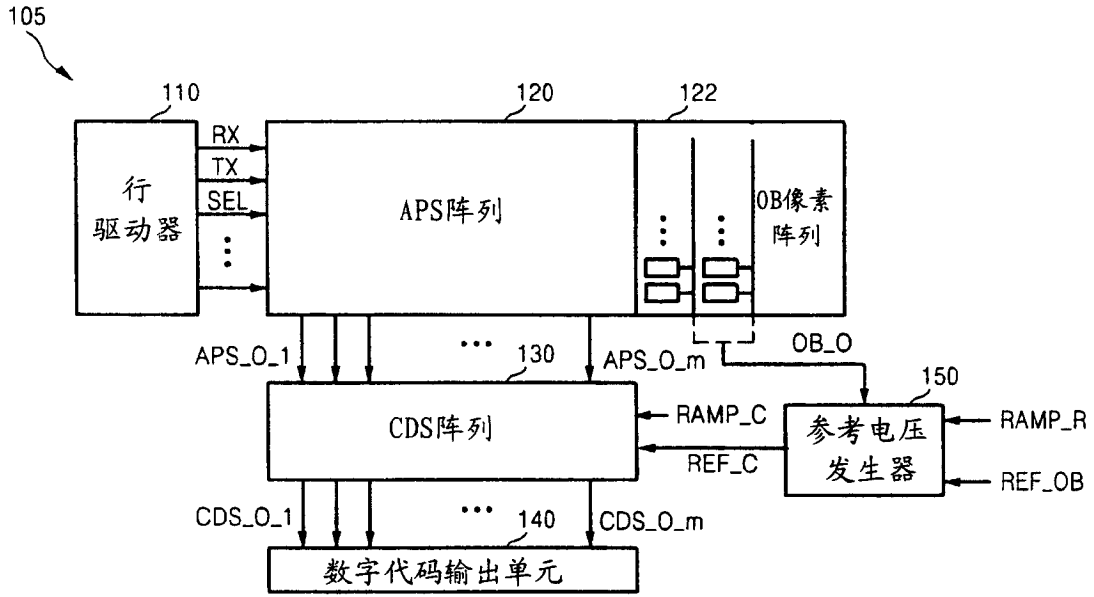 105
110
120
122
行
驱动器
RX
TX
SEL
APS阵列
OB像素
阵列
APS_O_1
APS_O_m
OB_O
130
CDS阵列
RAMP_C
REF_C
150
参考电压
发生器
RAMP_R
REF_OB
CDS_O_1
CDS_O_m
140
数字代码输出单元